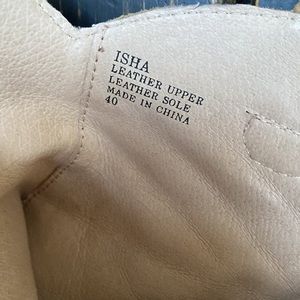 ISHA
LEATHER UPPER
LEATHER SOLE
MADE IN CHINA
40